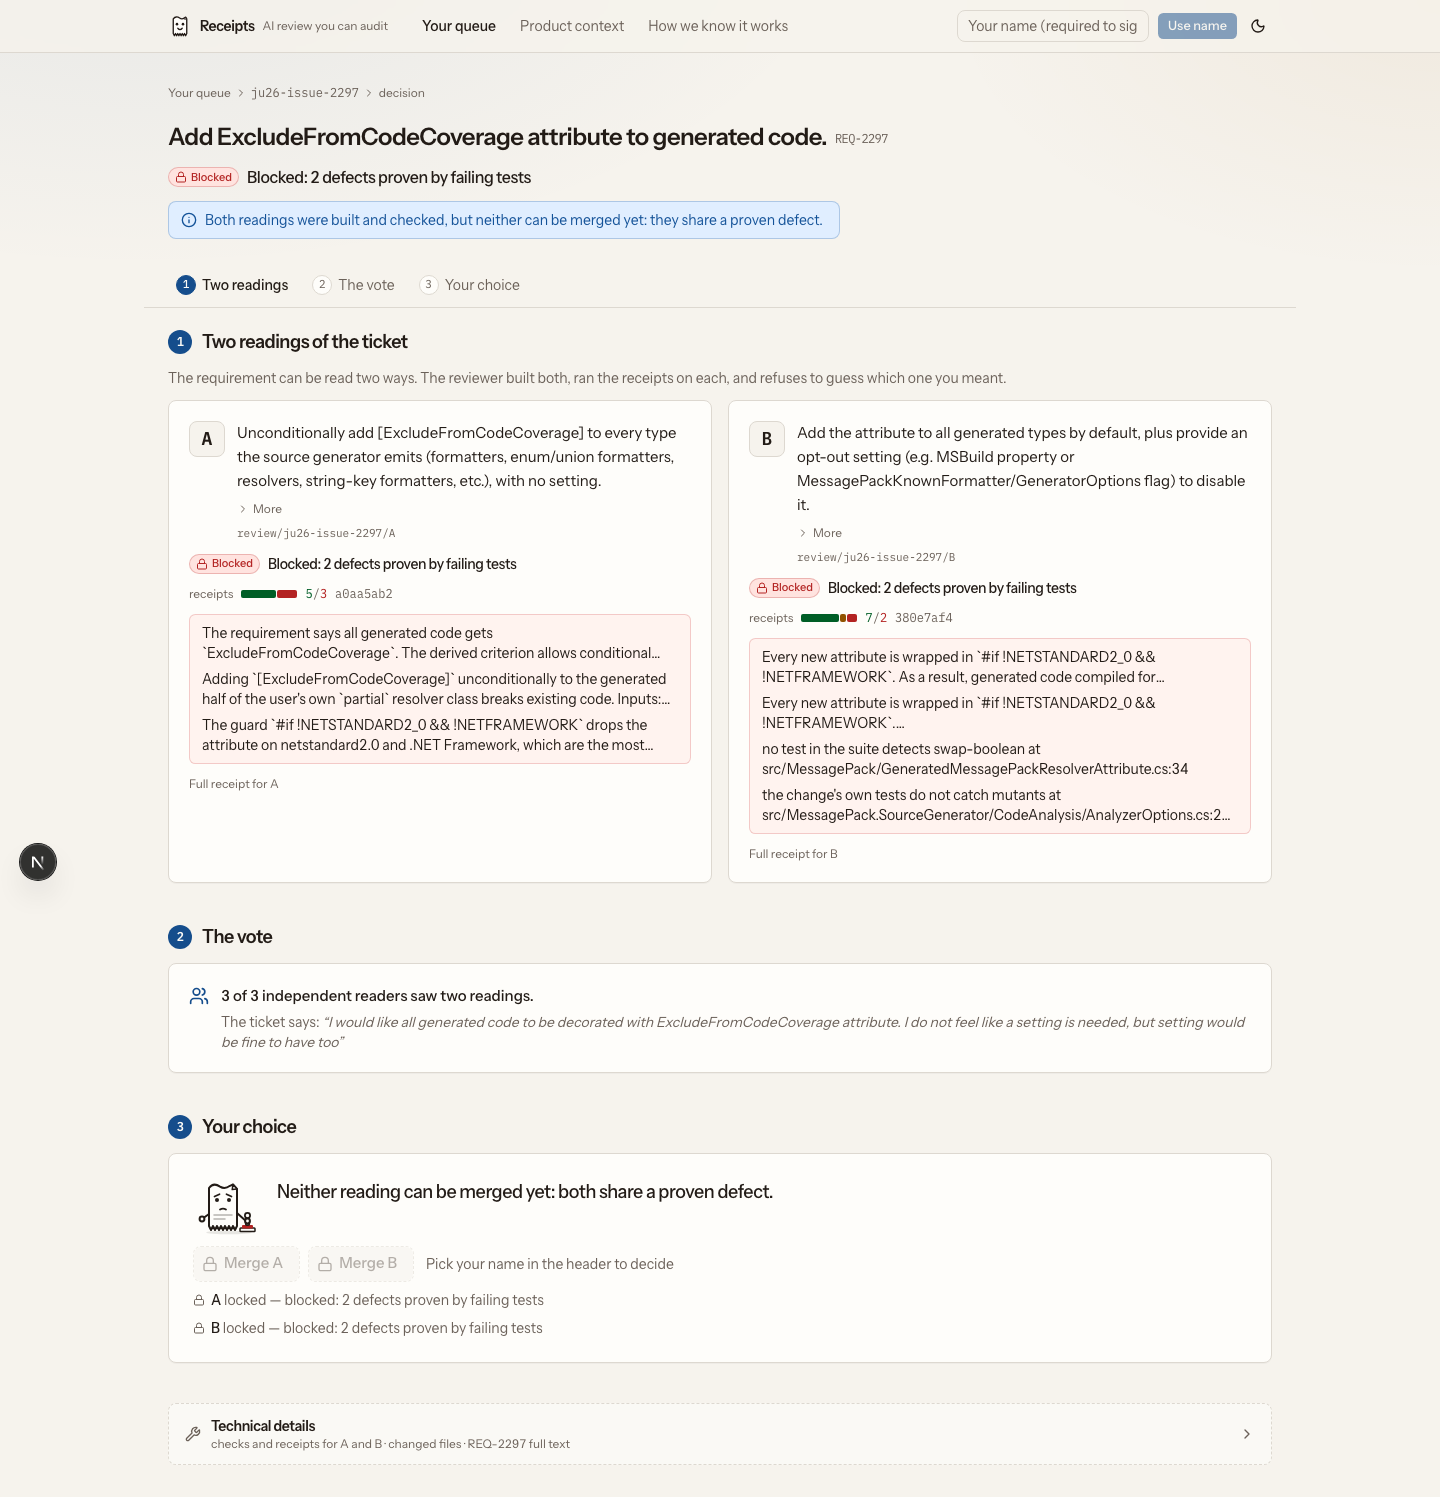 Receipts AI review you can audit Your queue Product context How we know it works Your name (required to sig Use name
Your queue > ju26-issue-2297 > decision
Add ExcludeFromCodeCoverage attribute to generated code. REQ-2297
Blocked Blocked: 2 defects proven by failing tests
Both readings were built and checked, but neither can be merged yet: they share a proven defect.
1 Two readings 2 The vote 3 Your choice
1 Two readings of the ticket
The requirement can be read two ways. The reviewer built both, ran the receipts on each, and refuses to guess which one you meant.
A
Unconditionally add [ExcludeFromCodeCoverage] to every type
the source generator emits (formatters, enum/union formatters,
resolvers, string-key formatters, etc.), with no setting.
> More
review/ju26-issue-2297/A
Blocked Blocked: 2 defects proven by failing tests
receipts 5/3 a0aa5ab2
The requirement says all generated code gets
`ExcludeFromCodeCoverage`. The derived criterion allows conditional…
Adding `[ExcludeFromCodeCoverage]` unconditionally to the generated
half of the user's own `partial` resolver class breaks existing code. Inputs:…
The guard `#if !NETSTANDARD2_0 && !NETFRAMEWORK` drops the
attribute on netstandard2.0 and .NET Framework, which are the most…
Full receipt for A
B
Add the attribute to all generated types by default, plus provide an
opt-out setting (e.g. MSBuild property or
MessagePackKnownFormatter/GeneratorOptions flag) to disable
it.
> More
review/ju26-issue-2297/B
Blocked Blocked: 2 defects proven by failing tests
receipts 7/2 380e7af4
Every new attribute is wrapped in `#if !NETSTANDARD2_0 &&
!NETFRAMEWORK`. As a result, generated code compiled for…
Every new attribute is wrapped in `#if !NETSTANDARD2_0 &&
!NETFRAMEWORK`.…
no test in the suite detects swap-boolean at
src/MessagePack/GeneratedMessagePackResolverAttribute.cs:34
the change's own tests do not catch mutants at
src/MessagePack.SourceGenerator/CodeAnalysis/AnalyzerOptions.cs:2…
Full receipt for B
N
2 The vote
3 of 3 independent readers saw two readings.
The ticket says: “I would like all generated code to be decorated with ExcludeFromCodeCoverage attribute. I do not feel like a setting is needed, but setting would
be fine to have too”
3 Your choice
Neither reading can be merged yet: both share a proven defect.
Merge A Merge B Pick your name in the header to decide
A locked — blocked: 2 defects proven by failing tests
B locked — blocked: 2 defects proven by failing tests
Technical details
checks and receipts for A and B · changed files · REQ-2297 full text